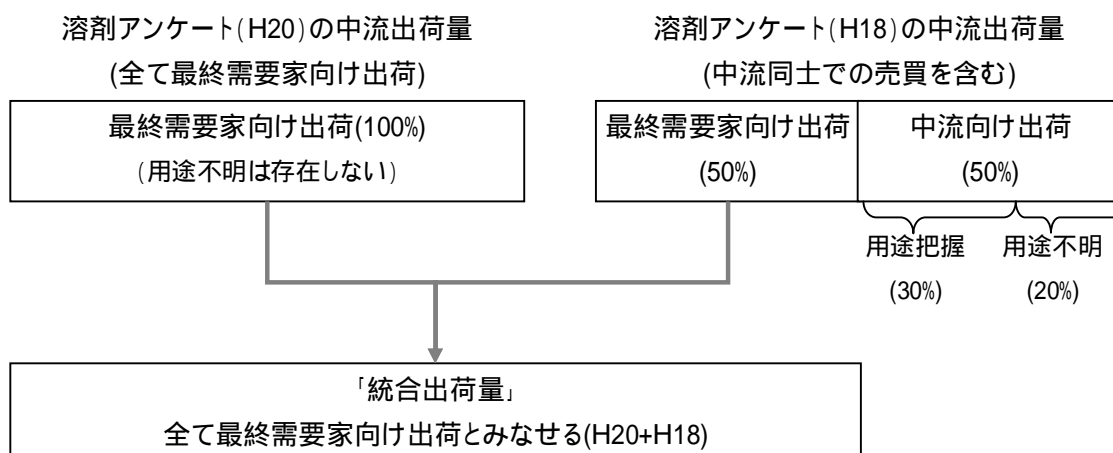 溶剤アンケート(H20)の中流出荷量
(全て最終需要家向け出荷)
最終需要家向け出荷(100%)
(用途不明は存在しない)
溶剤アンケート(H18)の中流出荷量
(中流同士での売買を含む)
最終需要家向け出荷
(50%)
中流向け出荷
(50%)
用途把握
(30%)
用途不明
(20%)
「統合出荷量」
全て最終需要家向け出荷とみなせる(H20+H18)